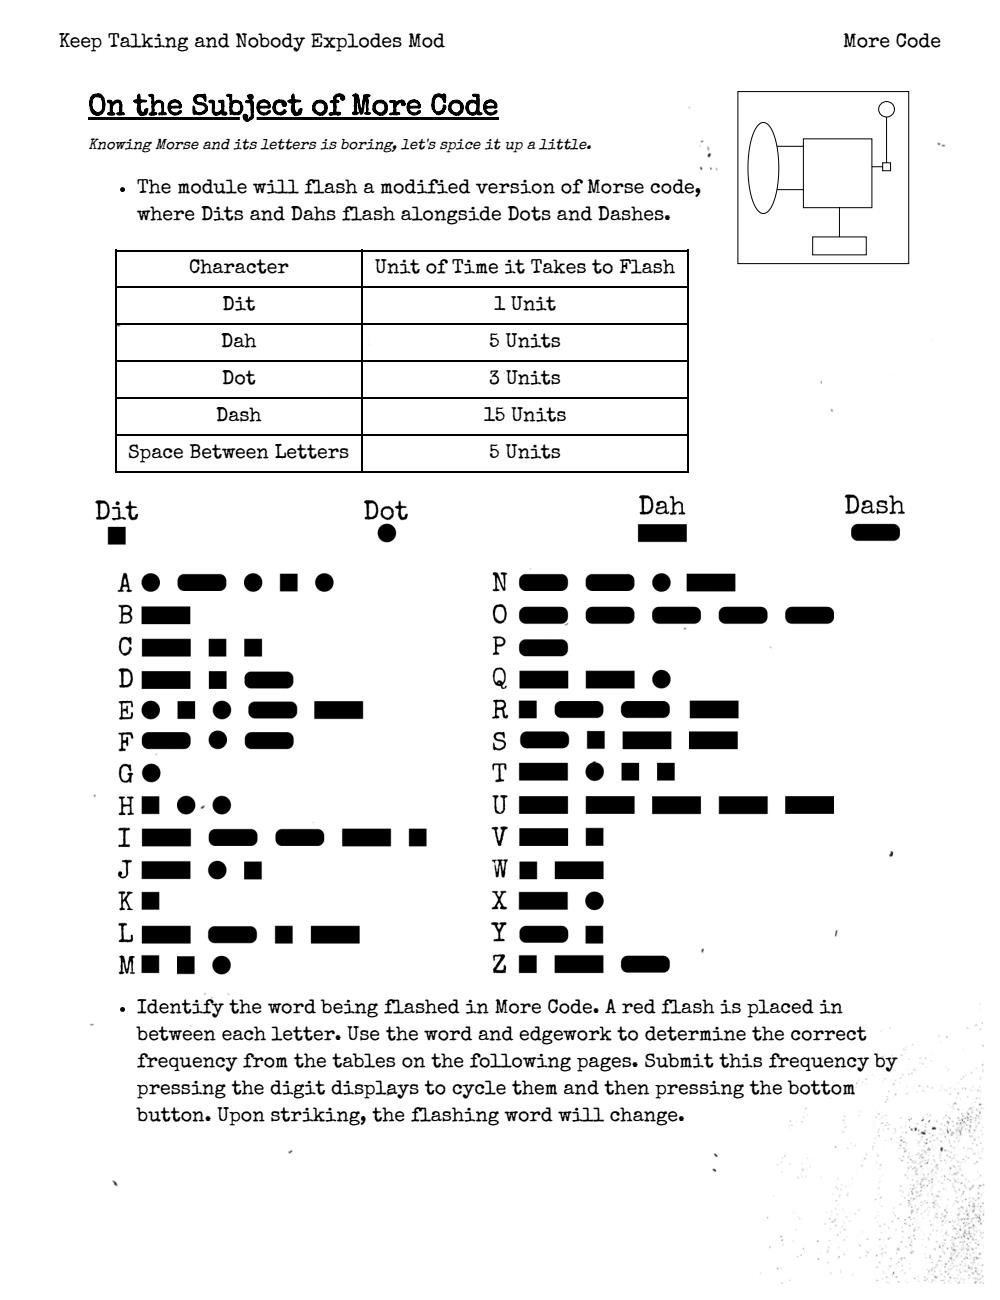 Keep Talking and Nobody Explodes Mod More Code
On the Subject of More Code
Knowing Morse and its letters is boring, let's spice it up a little.
• The module will flash a modified version of Morse code,
where Dits and Dahs flash alongside Dots and Dashes.
Character Unit of Time it Takes to Flash
Dit 1 Unit
Dah 5 Units
Dot 3 Units
Dash 15 Units
Space Between Letters 5 Units
Dit Dot Dah Dash
A N
B O
C P
D Q
E R
F S
G T
H U
I V
J W
K X
L Y
M Z
• Identify the word being flashed in More Code. A red flash is placed in
between each letter. Use the word and edgework to determine the correct
frequency from the tables on the following pages. Submit this frequency by
pressing the digit displays to cycle them and then pressing the bottom
button. Upon striking, the flashing word will change.